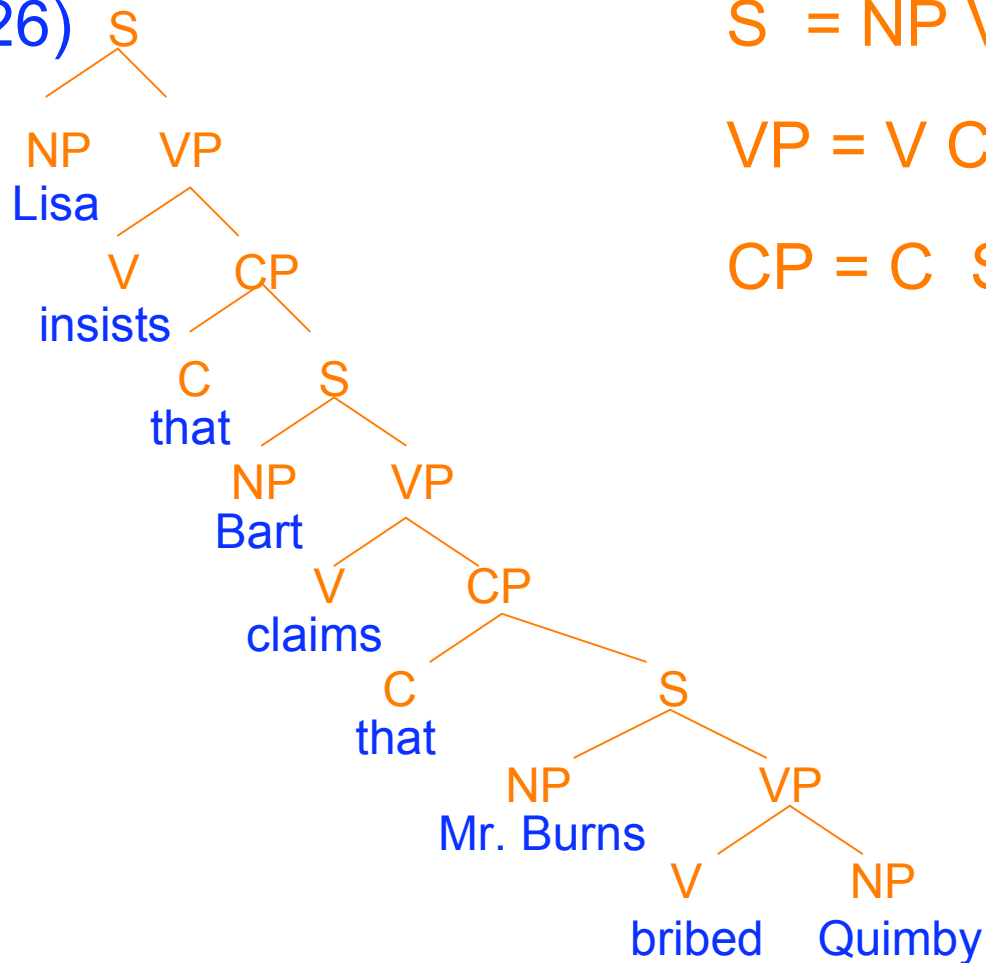 26) S
S = NP V
NP VP
VP = V C
Lisa
V CP
CP = C S
insists
C S
that
NP VP
Bart
V CP
claims
C S
that
NP VP
Mr. Burns
V NP
bribed Quimby